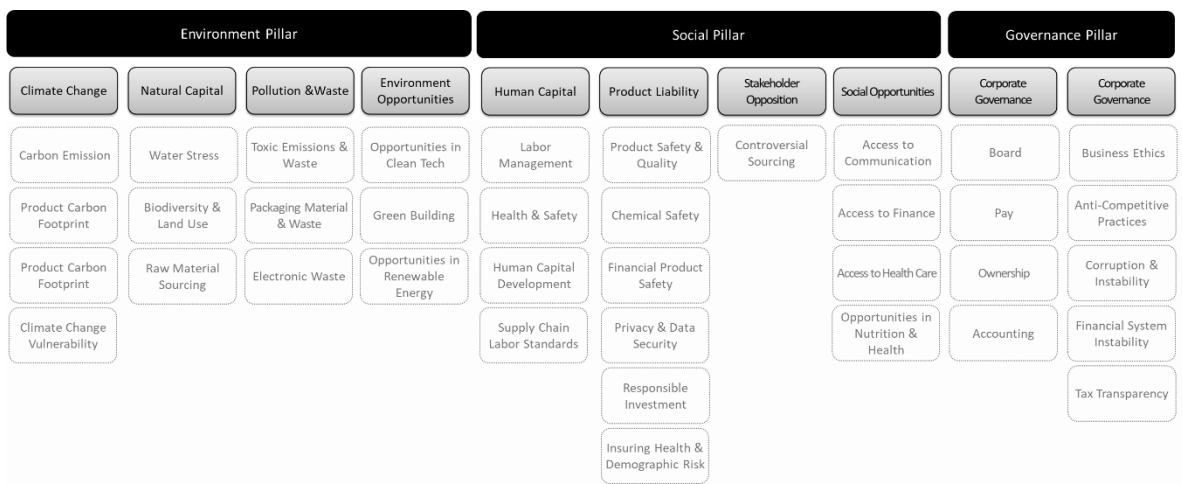 Environment Pillar
Social Pillar
Governance Pillar
Climate Change
Natural Capital
Pollution &Waste
Environment
Opportunities
Human Capital
Product Liability
Stakeholder
Opposition
Social Opportunities
Corporate
Governance
Corporate
Governance
Carbon Emission
Water Stress
Toxic Emissions &
Waste
Opportunities in
Clean Tech
Labor
Management
Product Safety &
Quality
Controversial
Sourcing
Access to
Communication
Board
Business Ethics
Product Carbon
Footprint
Biodiversity &
Land Use
Packaging Material
& Waste
Green Building
Health & Safety
Chemical Safety
Access to Finance
Pay
Anti-Competitive
Practices
Product Carbon
Footprint
Raw Material
Sourcing
Electronic Waste
Opportunities in
Renewable
Energy
Human Capital
Development
Financial Product
Safety
Access to Health Care
Ownership
Corruption &
Instability
Climate Change
Vulnerability
Supply Chain
Labor Standards
Privacy & Data
Security
Opportunities in
Nutrition &
Health
Accounting
Financial System
Instability
Responsible
Investment
Tax Transparency
Insuring Health &
Demographic Risk